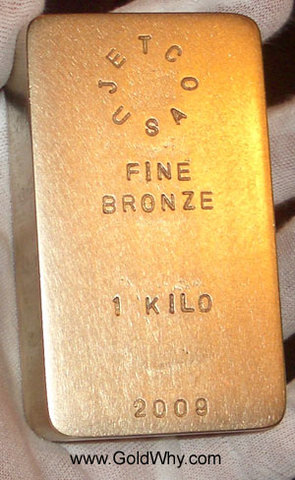 JETCO
USA
FINE
BRONZE
1 KILO
2009
www.GoldWhy.com